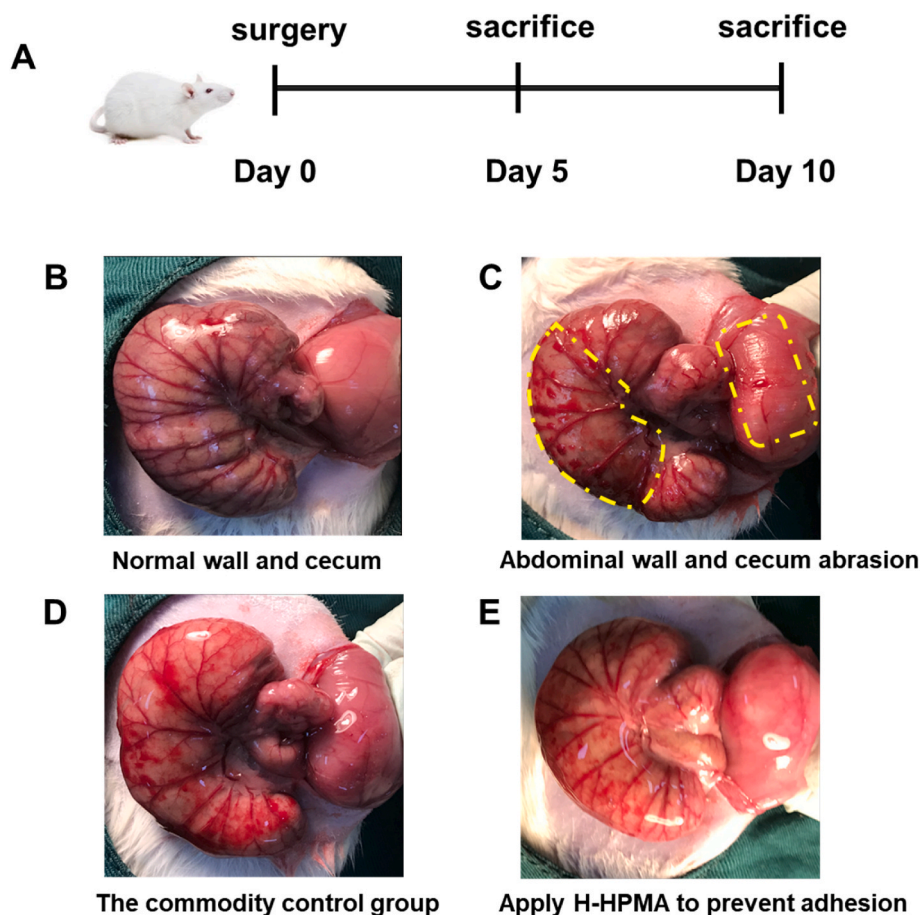 A
surgery sacrifice sacrifice
Day 0 Day 5 Day 10
B
Normal wall and cecum
C
Abdominal wall and cecum abrasion
D
The commodity control group
E
Apply H-HPMA to prevent adhesion